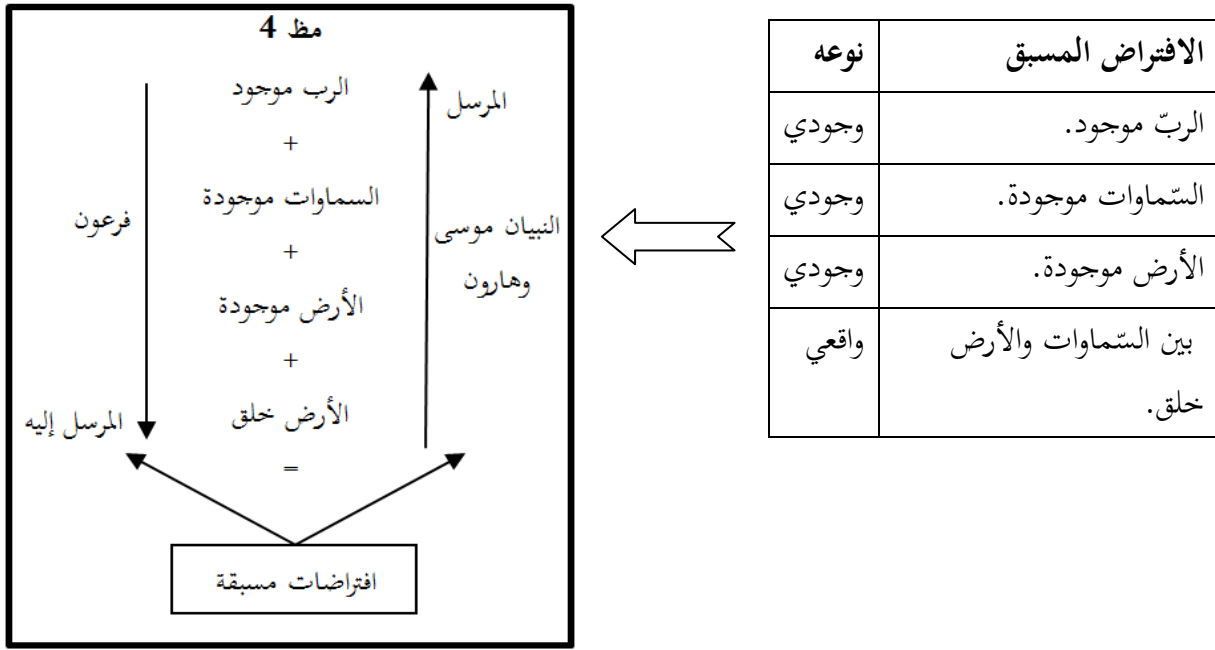 الافتراض المسبق نوعه
الربّ موجود. وجودي
السّماوات موجودة. وجودي
الأرض موجودة. وجودي
بين السّماوات والأرض واقعي
خلق.
مظ 4
الرب موجود
المرسل
+
السماوات موجودة
فرعون
النبيان موسى
وهارون
+
الأرض موجودة
+
الأرض خلق
المرسل إليه
=
افتراضات مسبقة